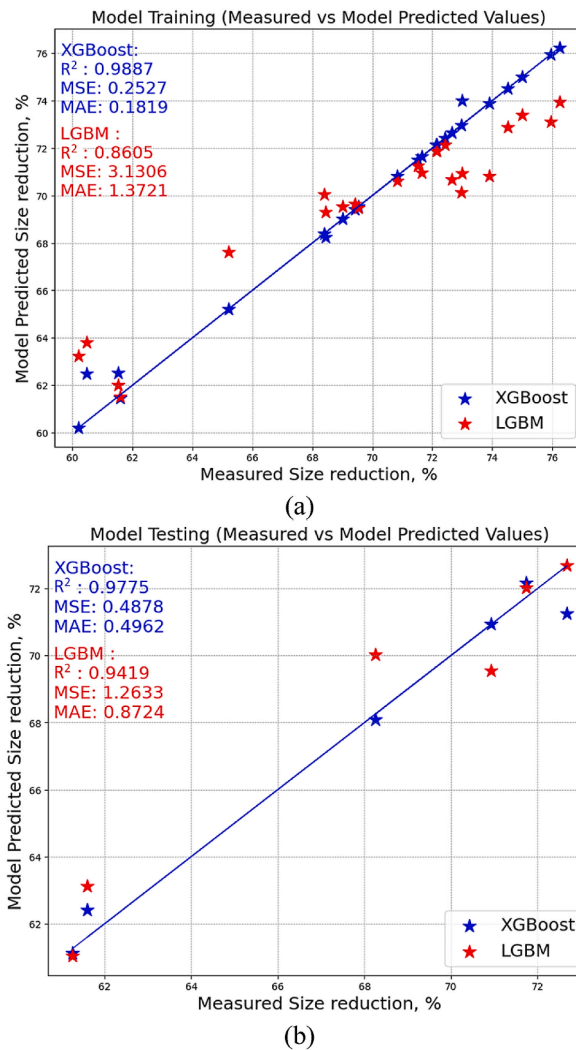 Model Training (Measured vs Model Predicted Values)
XGBoost:
R² : 0.9887
MSE: 0.2527
MAE: 0.1819
LGBM :
R² : 0.8605
MSE: 3.1306
MAE: 1.3721
Model Predicted Size reduction, %
76
74
72
70
68
66
64
62
60
XGBoost
LGBM
60 62 64 66 68 70 72 74 76
Measured Size reduction, %
(a)
Model Testing (Measured vs Model Predicted Values)
XGBoost:
R² : 0.9775
MSE: 0.4878
MAE: 0.4962
LGBM :
R² : 0.9419
MSE: 1.2633
MAE: 0.8724
Model Predicted Size reduction, %
72
70
68
66
64
62
XGBoost
LGBM
62 64 66 68 70 72
Measured Size reduction, %
(b)